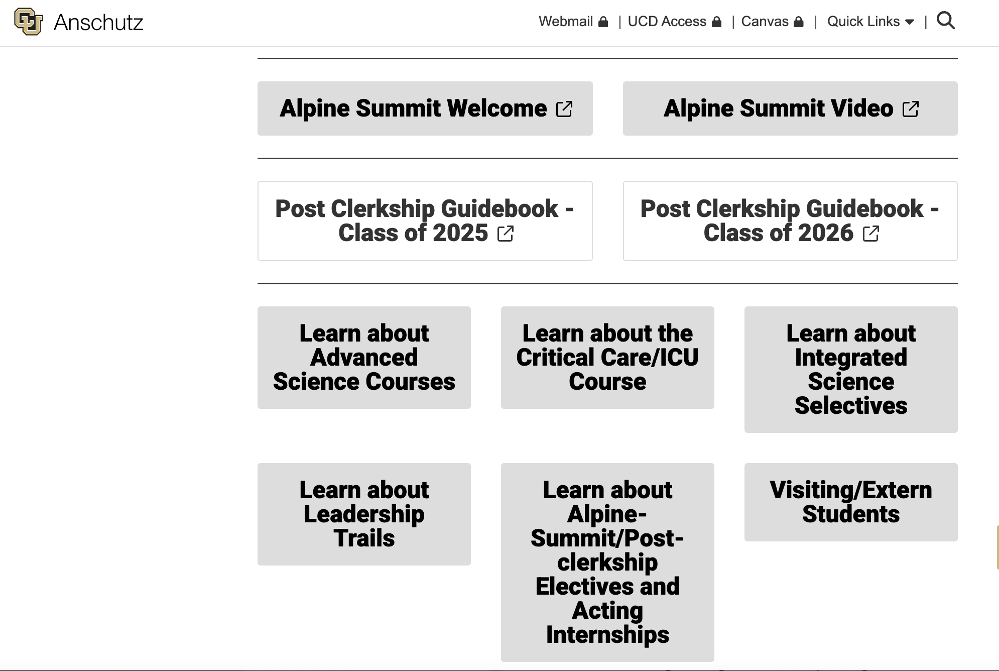 CU Anschutz
Webmail | UCD Access | Canvas | Quick Links |
Alpine Summit Welcome
Alpine Summit Video
Post Clerkship Guidebook -
Class of 2025
Post Clerkship Guidebook -
Class of 2026
Learn about
Advanced
Science Courses
Learn about the
Critical Care/ICU
Course
Learn about
Integrated
Science
Selectives
Learn about
Leadership
Trails
Learn about
Alpine-
Summit/Post-
clerkship
Electives and
Acting
Internships
Visiting/Extern
Students